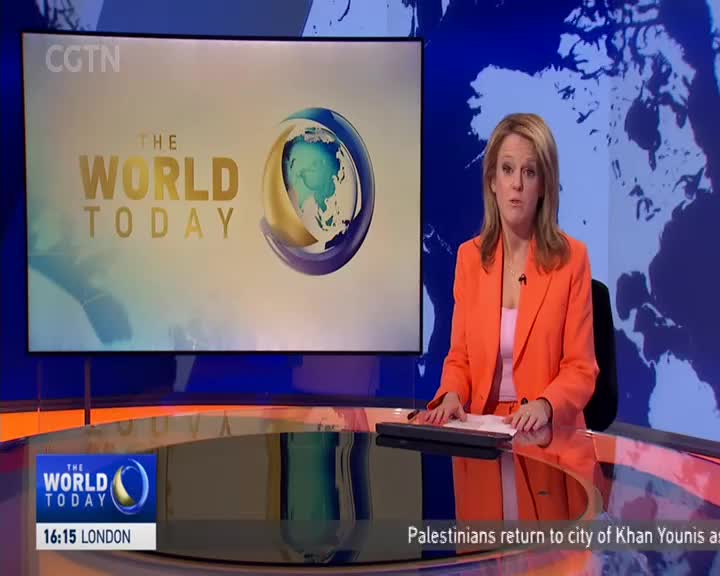 CGTN
THE
WORLD
TODAY
THE
WORLD
TODAY
16:15 LONDON
Palestinians return to city of Khan Younis as